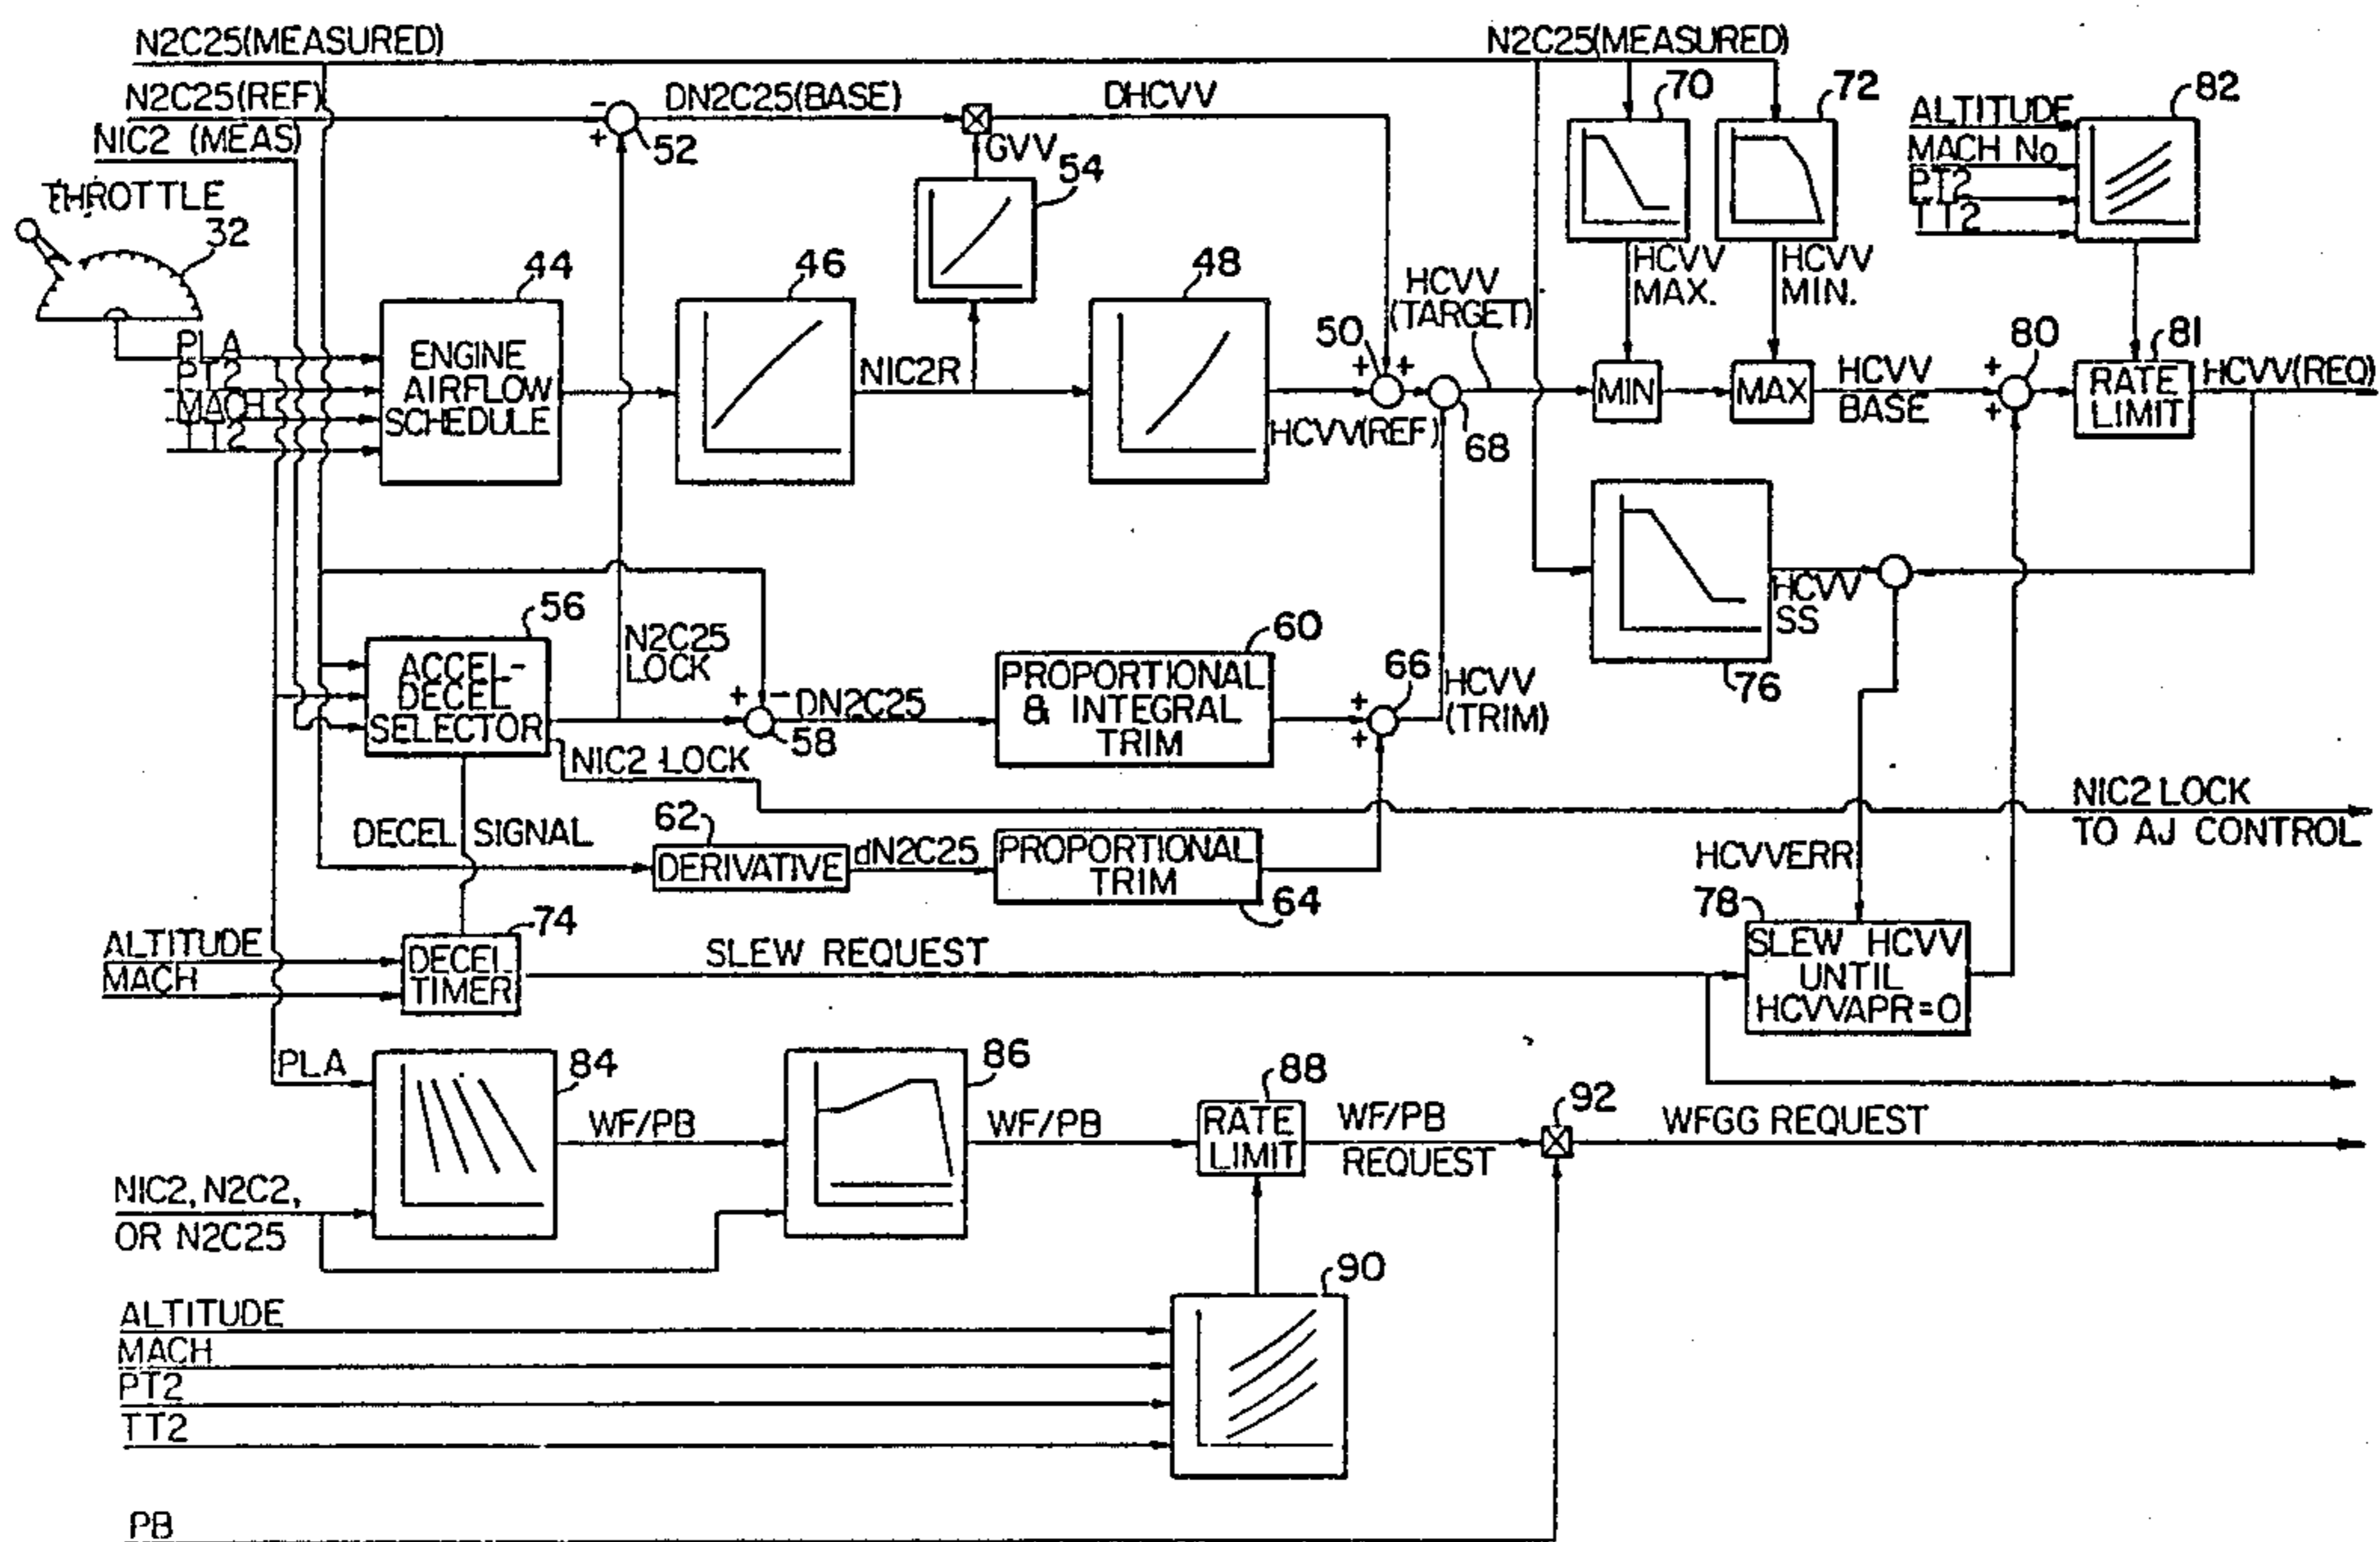 N2C25(MEASURED)
N2C25(MEASURED)
N2C25(REF)
DN2C25(BASE)
DHCVV
70
72
82
ALTITUDE
NIC2 (MEAS)
- +
52
GVV
54
MACH No
PT2
TT2
THROTTLE
32
44
46
48
HCVV
(TARGET)
HCVV
MAX.
HCVV
MIN.
PLA
PT2
MACH
TT2
ENGINE
AIRFLOW
SCHEDULE
NIC2R
50
+ +
HCVV(REF)
68
MIN
MAX
HCVV
BASE
80
+
+
81
RATE
LIMIT
HCVV(REQ)
56
ACCEL-
DECEL
SELECTOR
N2C25
LOCK
+ -
58
DN2C25
60
PROPORTIONAL
& INTEGRAL
TRIM
66
+
+
HCVV
(TRIM)
HCVV
SS
76
NIC2 LOCK
NIC2 LOCK
TO AJ CONTROL
DECEL SIGNAL
62
DERIVATIVE
dN2C25
PROPORTIONAL
TRIM
64
HCVVERR
78
SLEW HCVV
UNTIL
HCVVAPR=0
ALTITUDE
MACH
74
DECEL
TIMER
SLEW REQUEST
PLA
84
WF/PB
86
WF/PB
88
RATE
LIMIT
WF/PB
REQUEST
92
WFGG REQUEST
NIC2, N2C2,
OR N2C25
90
ALTITUDE
MACH
PT2
TT2
PB